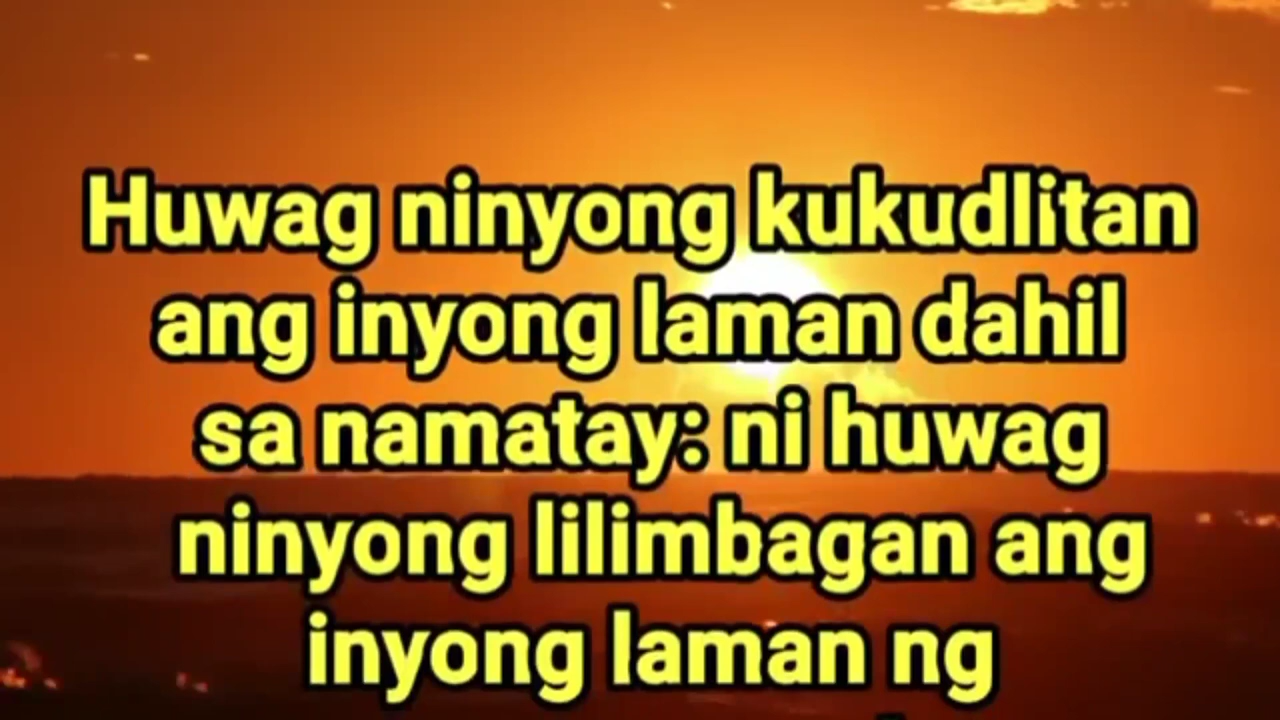 Huwag ninyong kukudlitan
ang inyong laman dahil
sa namatay: ni huwag
ninyong lilimbagan ang
inyong laman ng